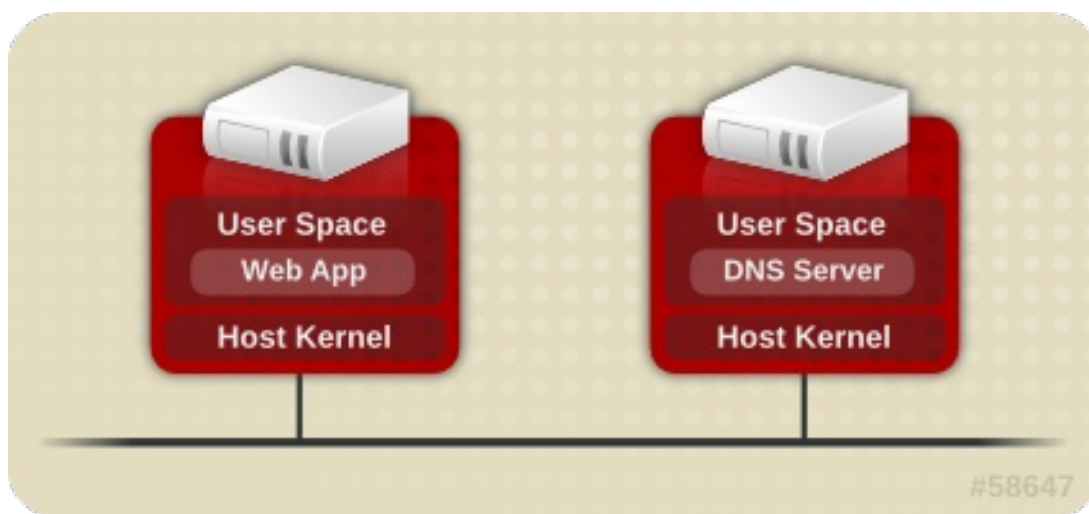 User Space
Web App
Host Kernel
User Space
DNS Server
Host Kernel
#58647